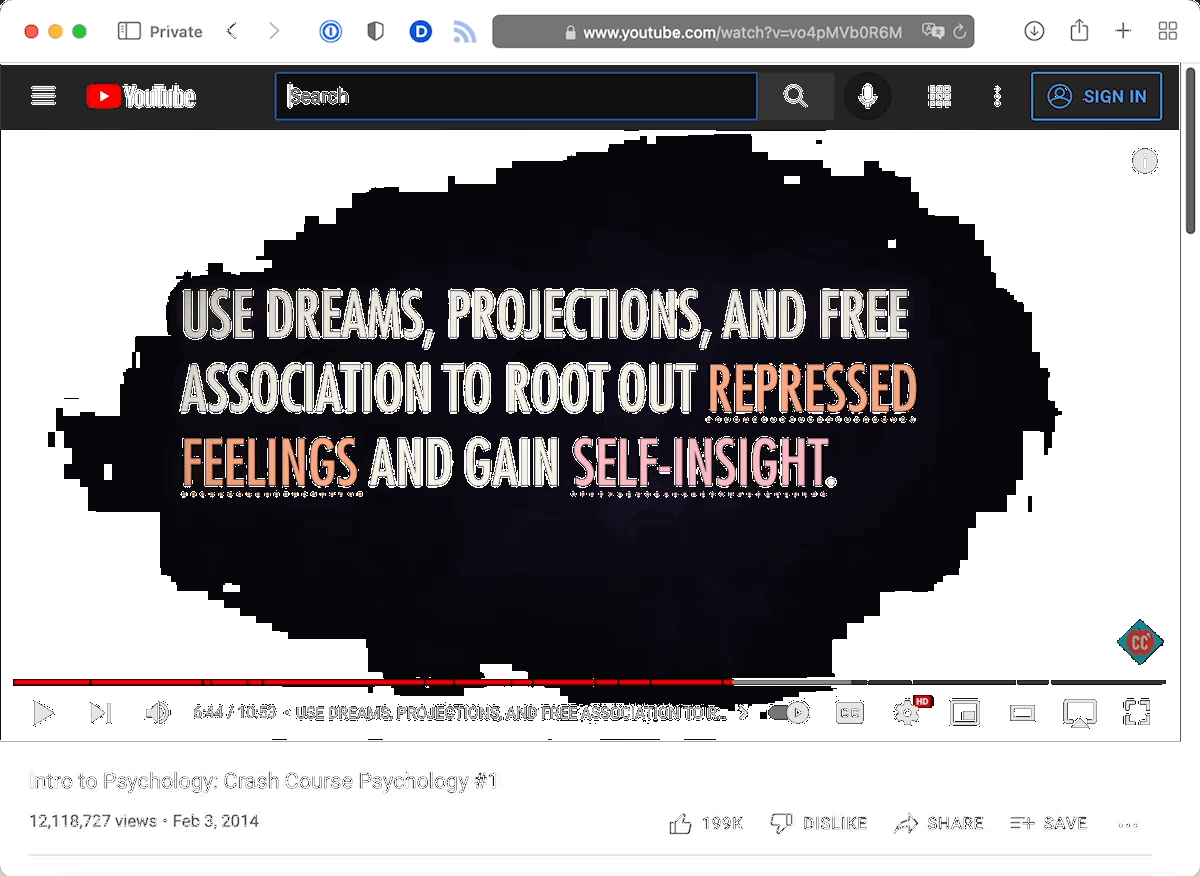 Private
www.youtube.com/watch?v=vo4pMVb0R6M
YouTube
Search
SIGN IN
USE DREAMS, PROJECTIONS, AND FREE
ASSOCIATION TO ROOT OUT REPRESSED
FEELINGS AND GAIN SELF-INSIGHT.
CC
6:44 / 10:53 • USE DREAMS, PROJECTIONS, AND FREE ASSOCIATION TO
CC
HD
Intro to Psychology: Crash Course Psychology #1
12,118,727 views • Feb 3, 2014
199K
DISLIKE
SHARE
SAVE